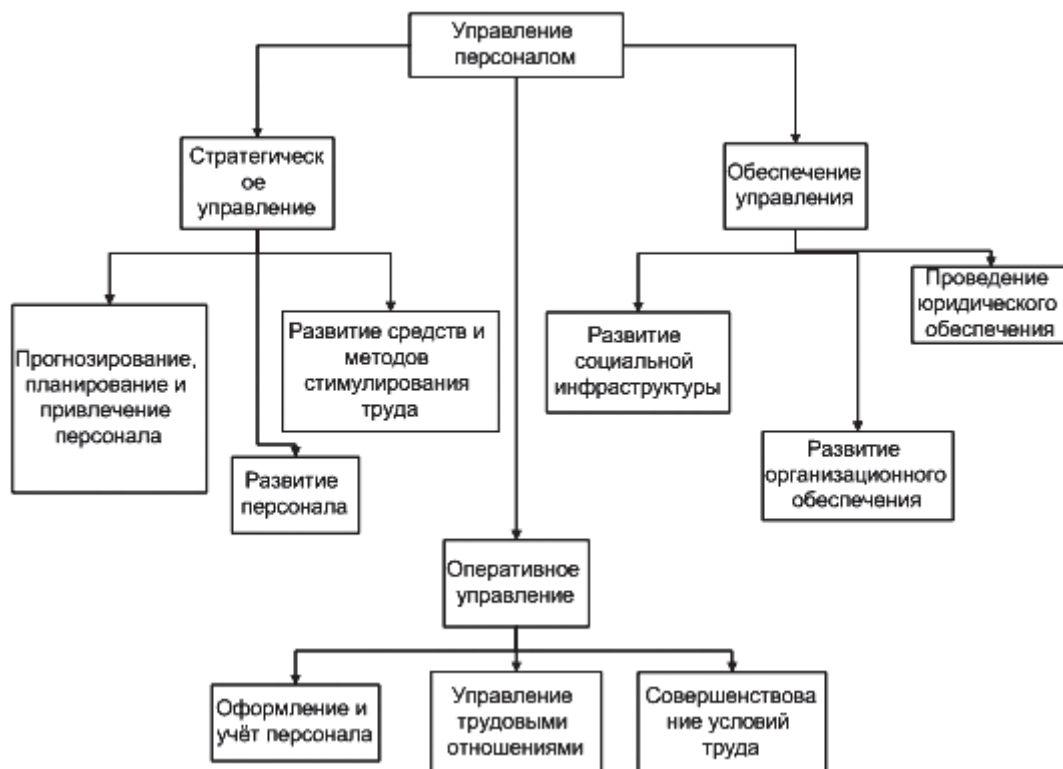 Управление
персоналом
Стратегическ
ое
управление
Обеспечение
управления
Прогнозирование,
планирование и
привлечение
персонала
Развитие средств и
методов
стимулирования
труда
Развитие
персонала
Развитие
социальной
инфраструктуры
Проведение
юридического
обеспечения
Развитие
организационного
обеспечения
Оперативное
управление
Оформление и
учёт персонала
Управление
трудовыми
отношениями
Совершенствова
ние условий
труда